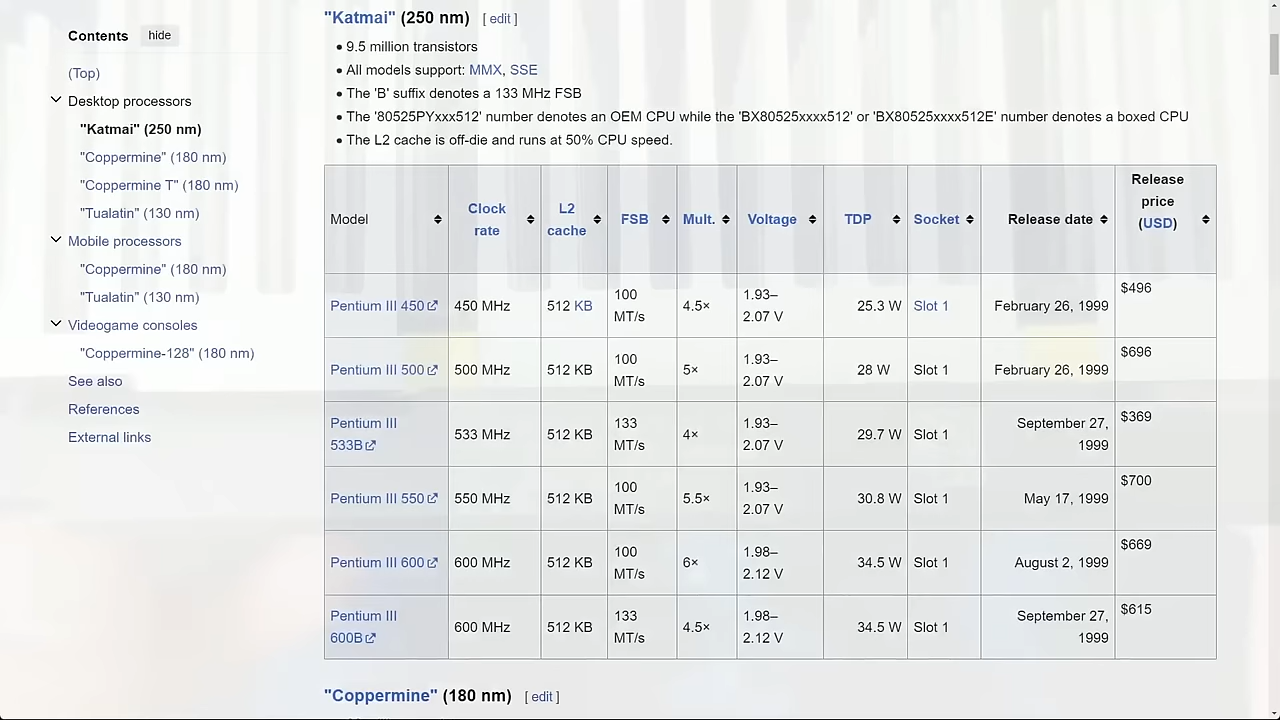 Contents hide
(Top)
Desktop processors
"Katmai" (250 nm)
"Coppermine" (180 nm)
"Coppermine T" (180 nm)
"Tualatin" (130 nm)
Mobile processors
"Coppermine" (180 nm)
"Tualatin" (130 nm)
Videogame consoles
"Coppermine-128" (180 nm)
See also
References
External links
"Katmai" (250 nm) [ edit ]
• 9.5 million transistors
• All models support: MMX, SSE
• The 'B' suffix denotes a 133 MHz FSB
• The '80525PYxxx512' number denotes an OEM CPU while the 'BX80525xxxx512' or 'BX80525xxxx512E' number denotes a boxed CPU
• The L2 cache is off-die and runs at 50% CPU speed.
Model Clock rate L2 cache FSB Mult. Voltage TDP Socket Release date Release price (USD)
Pentium III 450 450 MHz 512 KB 100 MT/s 4.5× 1.93–2.07 V 25.3 W Slot 1 February 26, 1999 $496
Pentium III 500 500 MHz 512 KB 100 MT/s 5× 1.93–2.07 V 28 W Slot 1 February 26, 1999 $696
Pentium III 533B 533 MHz 512 KB 133 MT/s 4× 1.93–2.07 V 29.7 W Slot 1 September 27, 1999 $369
Pentium III 550 550 MHz 512 KB 100 MT/s 5.5× 1.93–2.07 V 30.8 W Slot 1 May 17, 1999 $700
Pentium III 600 600 MHz 512 KB 100 MT/s 6× 1.98–2.12 V 34.5 W Slot 1 August 2, 1999 $669
Pentium III 600B 600 MHz 512 KB 133 MT/s 4.5× 1.98–2.12 V 34.5 W Slot 1 September 27, 1999 $615
"Coppermine" (180 nm) [ edit ]